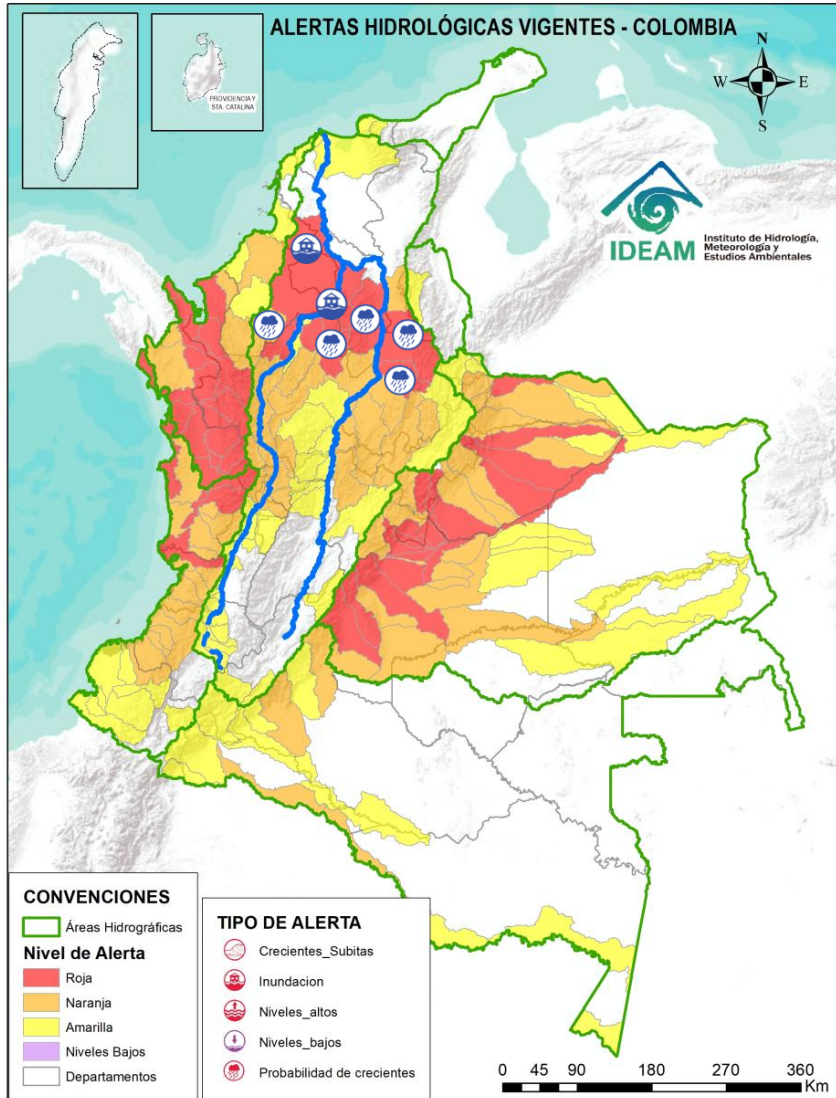 ALERTAS HIDROLÓGICAS VIGENTES - COLOMBIA
PROVIDENCIA Y
STA. CATALINA
N
W
E
S
IDEAM
Instituto de Hidrología,
Meteorología y
Estudios Ambientales
CONVENCIONES
Áreas Hidrográficas
Nivel de Alerta
Roja
Naranja
Amarilla
Niveles Bajos
Departamentos
TIPO DE ALERTA
Crecientes_Subitas
Inundacion
Niveles_altos
Niveles_bajos
Probabilidad de crecientes
0 45 90 180 270 360
Km